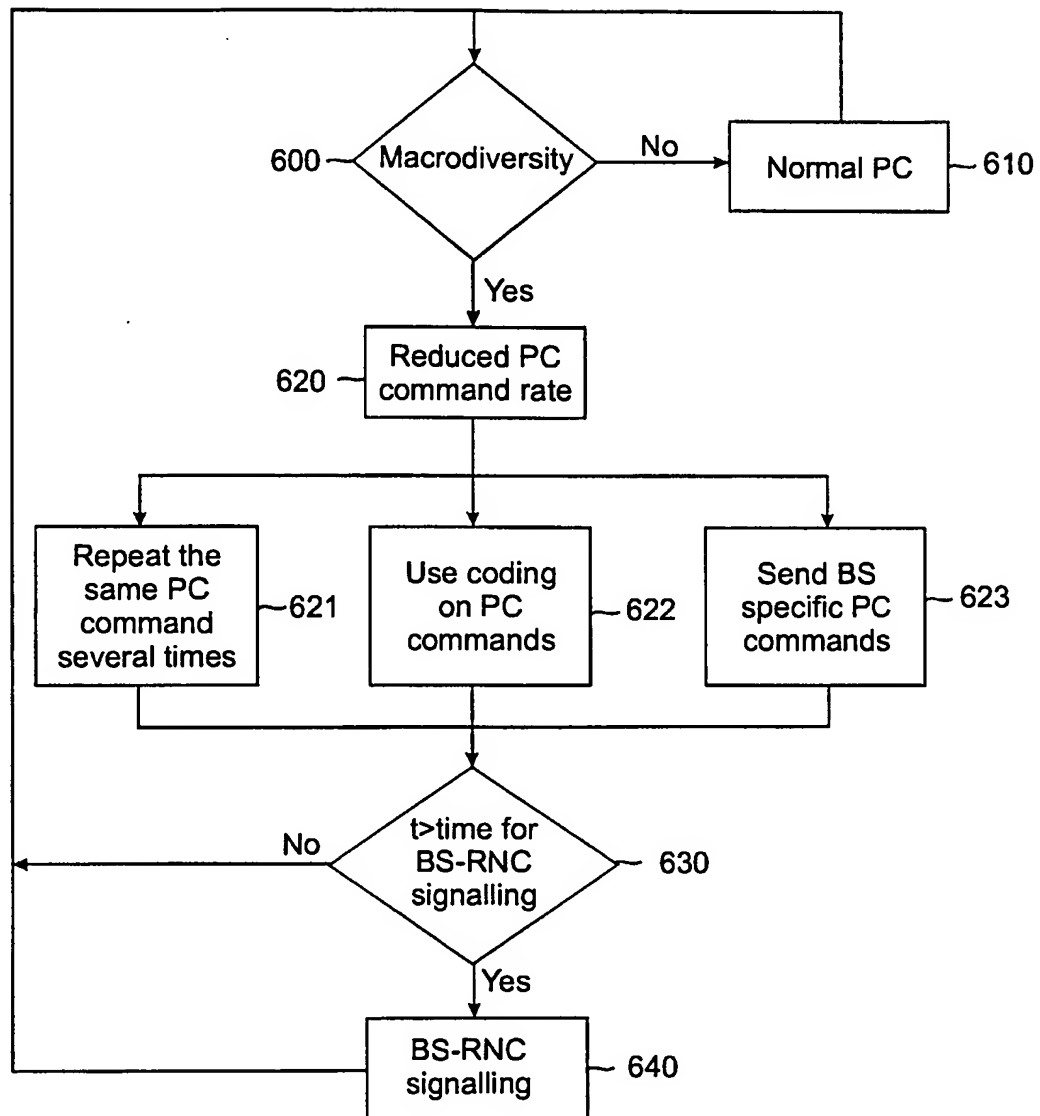 600
Macrodiversity
No
Normal PC
610
Yes
620
Reduced PC
command rate
Repeat the
same PC
command
several times
621
Use coding
on PC
commands
622
Send BS
specific PC
commands
623
No
t>time for
BS-RNC
signalling
630
Yes
BS-RNC
signalling
640